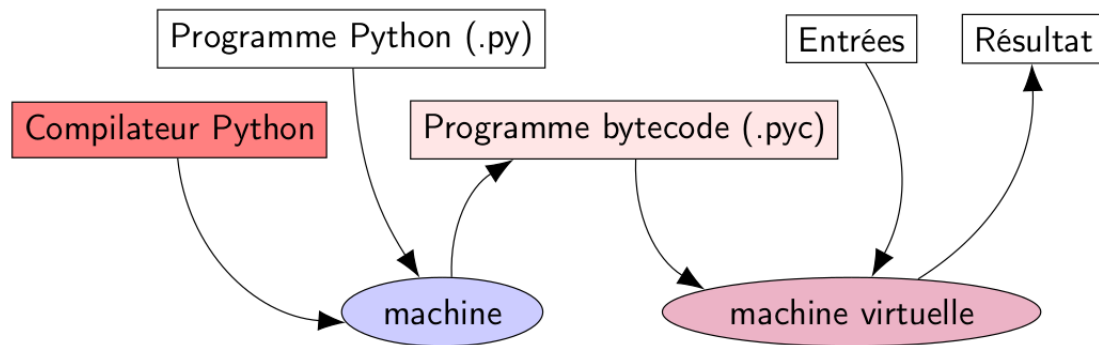 Programme Python (.py)
Entrées
Résultat
Compilateur Python
Programme bytecode (.pyc)
machine
machine virtuelle